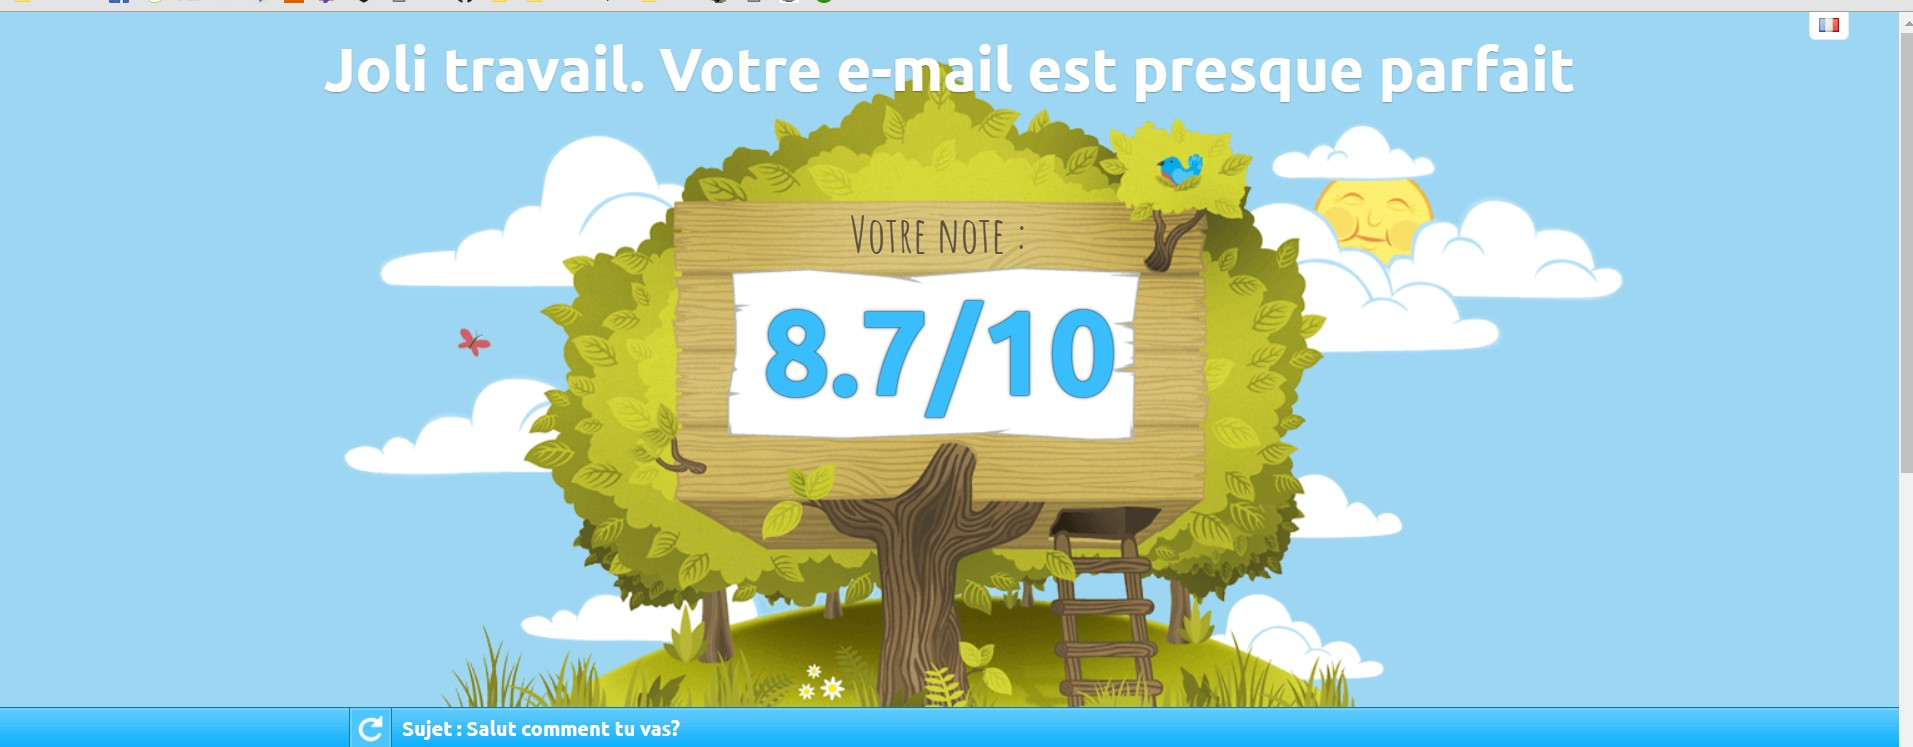 Joli travail. Votre e-mail est presque parfait
Votre note :
8.7/10
Sujet : Salut comment tu vas?